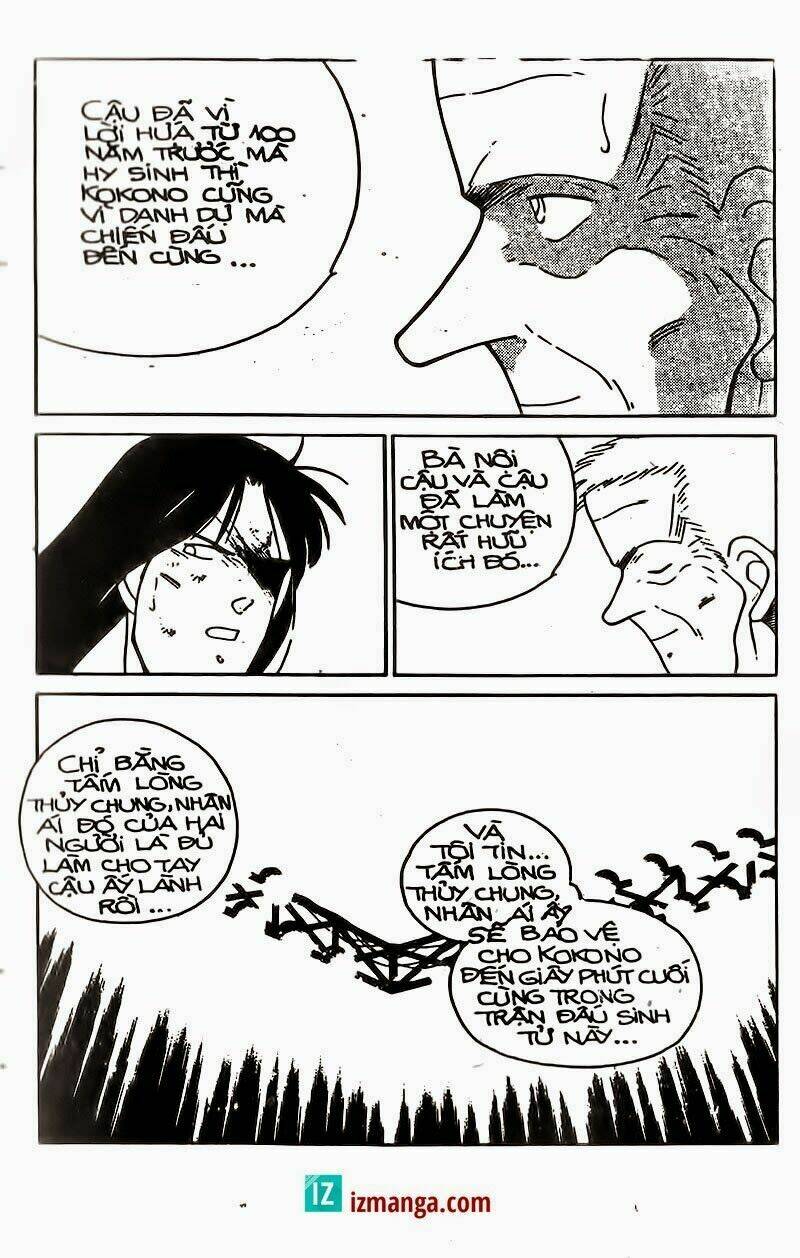 CẬU ĐÃ VÌ
LỜI HỨA TỪ 100
NĂM TRƯỚC MÀ
HY SINH THÌ
KOKONO CŨNG
VÌ DANH DỰ MÀ
CHIẾN ĐẤU
ĐẾN CÙNG ...
BÀ NỘI
CẬU VÀ CẬU
ĐÃ LÀM
MỘT CHUYỆN
RẤT HỮU
ÍCH ĐÓ...
CHỈ BẰNG
TẤM LÒNG
THỦY CHUNG, NHÂN
ÁI ĐÓ CỦA HAI
NGƯỜI LÀ ĐỦ
LÀM CHO TAY
CẬU ẤY LÀNH
RỒI ...
VÀ
TÔI TIN...
TẤM LÒNG
THỦY CHUNG,
NHÂN ÁI ẤY
SẼ BẢO VỆ
CHO KOKONO
ĐẾN GIÂY PHÚT CUỐI
CÙNG TRONG
TRẬN ĐẤU SINH
TỬ NÀY...
IZ izmanga.com